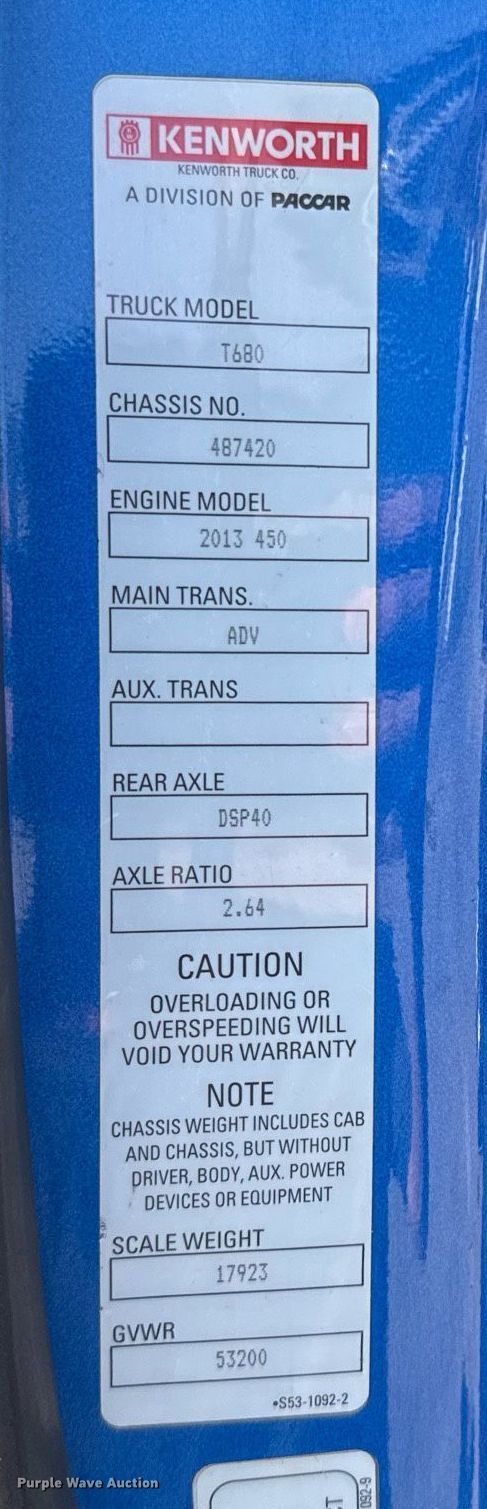 KENWORTH
KENWORTH TRUCK CO.
A DIVISION OF PACCAR
TRUCK MODEL
T680
CHASSIS NO.
487420
ENGINE MODEL
2013 450
MAIN TRANS.
ADV
AUX. TRANS
REAR AXLE
DSP40
AXLE RATIO
2.64
CAUTION
OVERLOADING OR
OVERSPEEDING WILL
VOID YOUR WARRANTY
NOTE
CHASSIS WEIGHT INCLUDES CAB
AND CHASSIS, BUT WITHOUT
DRIVER, BODY, AUX. POWER
DEVICES OR EQUIPMENT
SCALE WEIGHT
17923
GVWR
53200
•S53-1092-2
Purple Wave Auction